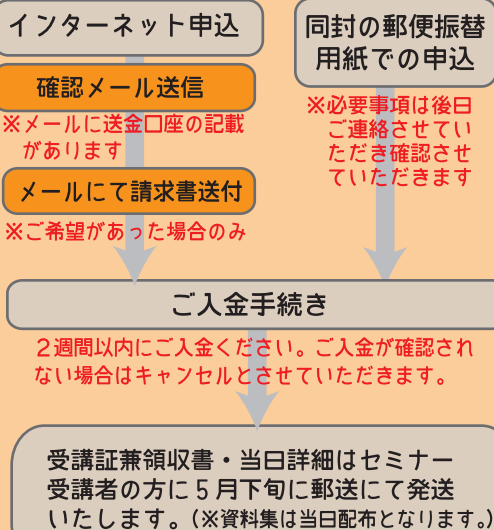 インターネット申込
確認メール送信
※メールに送金口座の記載
があります
メールにて請求書送付
※ご希望があった場合のみ
同封の郵便振替
用紙での申込
※必要事項は後日
ご連絡させてい
ただき確認させ
ていただきます
ご入金手続き
２週間以内にご入金ください。ご入金が確認され
ない場合はキャンセルとさせていただきます。
受講証兼領収書・当日詳細はセミナー
受講者の方に５月下旬に郵送にて発送
いたします。(※資料集は当日配布となります。)